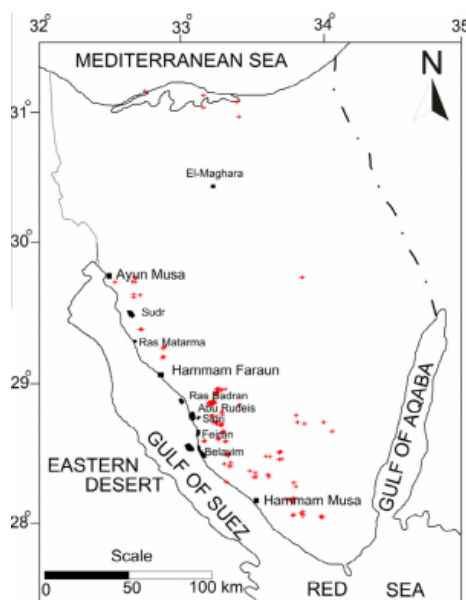 32 33 34 35
MEDITERRANEAN SEA
N
31°
El-Maghara
30°
Ayun Musa
Sudr
Ras Matarma
29°
Hammam Faraun
Ras Badran
Abu Rudeis
Sidri
Feiran
Belayim
GULF OF AQABA
GULF OF SUEZ
EASTERN
DESERT
Hammam Musa
28°
Scale
0 50 100 km
RED SEA